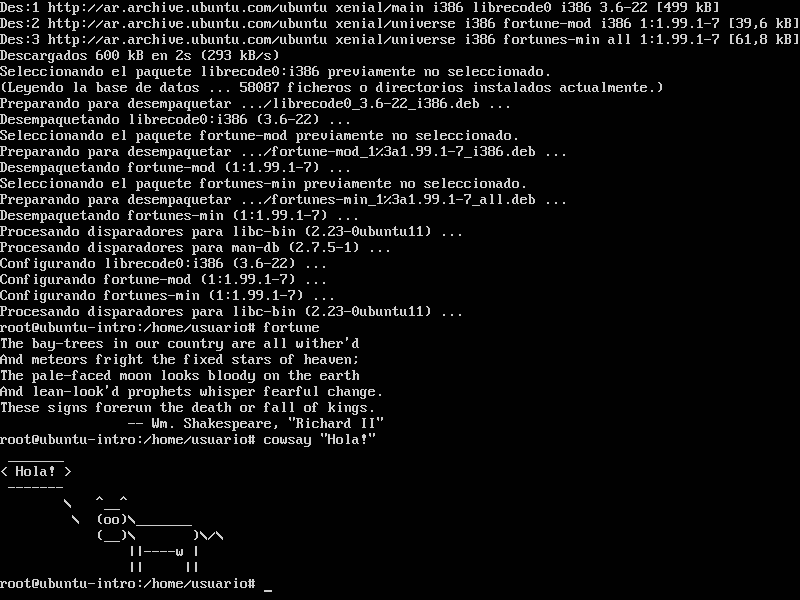 Des:1 http://ar.archive.ubuntu.com/ubuntu xenial/main i386 librecode0 i386 3.6-22 [499 kB]
Des:2 http://ar.archive.ubuntu.com/ubuntu xenial/universe i386 fortune-mod i386 1:1.99.1-7 [39,6 kB]
Des:3 http://ar.archive.ubuntu.com/ubuntu xenial/universe i386 fortunes-min all 1:1.99.1-7 [61,8 kB]
Descargados 600 kB en 2s (293 kB/s)
Seleccionando el paquete librecode0:i386 previamente no seleccionado.
(Leyendo la base de datos ... 58087 ficheros o directorios instalados actualmente.)
Preparando para desempaquetar .../librecode0_3.6-22_i386.deb ...
Desempaquetando librecode0:i386 (3.6-22) ...
Seleccionando el paquete fortune-mod previamente no seleccionado.
Preparando para desempaquetar .../fortune-mod_1%3a1.99.1-7_i386.deb ...
Desempaquetando fortune-mod (1:1.99.1-7) ...
Seleccionando el paquete fortunes-min previamente no seleccionado.
Preparando para desempaquetar .../fortunes-min_1%3a1.99.1-7_all.deb ...
Desempaquetando fortunes-min (1:1.99.1-7) ...
Procesando disparadores para libc-bin (2.23-0ubuntu11) ...
Procesando disparadores para man-db (2.7.5-1) ...
Configurando librecode0:i386 (3.6-22) ...
Configurando fortune-mod (1:1.99.1-7) ...
Configurando fortunes-min (1:1.99.1-7) ...
Procesando disparadores para libc-bin (2.23-0ubuntu11) ...
root@ubuntu-intro:/home/usuario# fortune
The bay-trees in our country are all wither'd
And meteors fright the fixed stars of heaven;
The pale-faced moon looks bloody on the earth
And lean-look'd prophets whisper fearful change.
These signs forerun the death or fall of kings.
                -- Wm. Shakespeare, "Richard II"
root@ubuntu-intro:/home/usuario# cowsay "Hola!"
 _______
< Hola! >
 -------
        \   ^__^
         \  (oo)\_______
            (__)\       )\/\
                ||----w |
                ||     ||
root@ubuntu-intro:/home/usuario# _